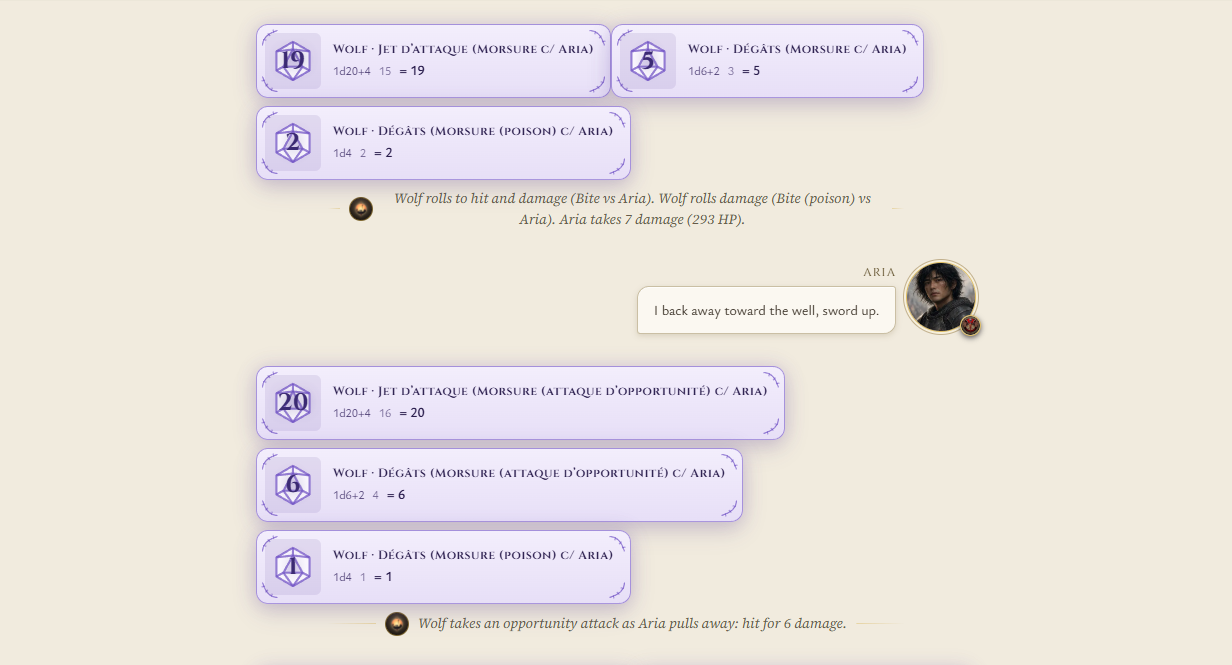 19
Wolf · Jet d'attaque (Morsure c/ Aria)
1d20+4 15 = 19
5
Wolf · Dégâts (Morsure c/ Aria)
1d6+2 3 = 5
2
Wolf · Dégâts (Morsure (poison) c/ Aria)
1d4 2 = 2
Wolf rolls to hit and damage (Bite vs Aria). Wolf rolls damage (Bite (poison) vs
Aria). Aria takes 7 damage (293 HP).
ARIA
I back away toward the well, sword up.
20
Wolf · Jet d'attaque (Morsure (attaque d'opportunité) c/ Aria)
1d20+4 16 = 20
6
Wolf · Dégâts (Morsure (attaque d'opportunité) c/ Aria)
1d6+2 4 = 6
1
Wolf · Dégâts (Morsure (poison) c/ Aria)
1d4 1 = 1
Wolf takes an opportunity attack as Aria pulls away: hit for 6 damage.